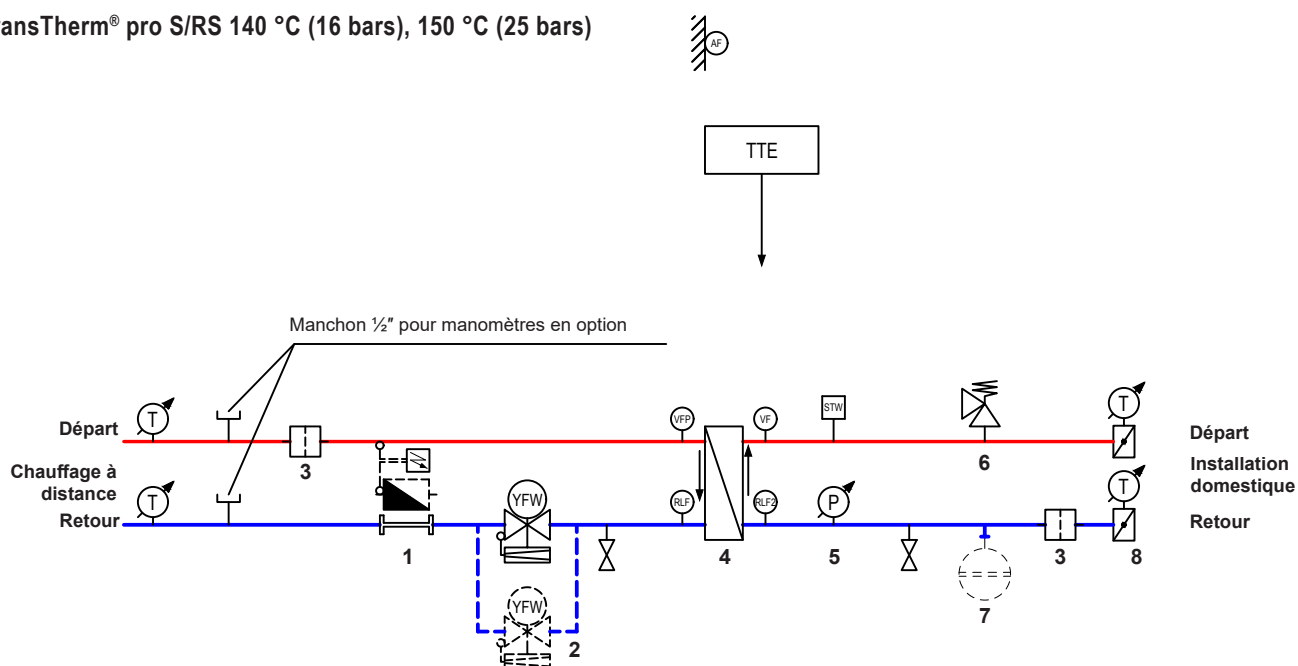 ansTherm® pro S/RS 140 °C (16 bars), 150 °C (25 bars)
AF
TTE
Manchon ½″ pour manomètres en option
T
VFP
VF
STW
T
Départ
Départ
3
6
Chauffage à
distance
Installation
domestique
T
YFW
RLF
RLF2
P
T
Retour
Retour
1
4
5
3
8
YFW
2
7